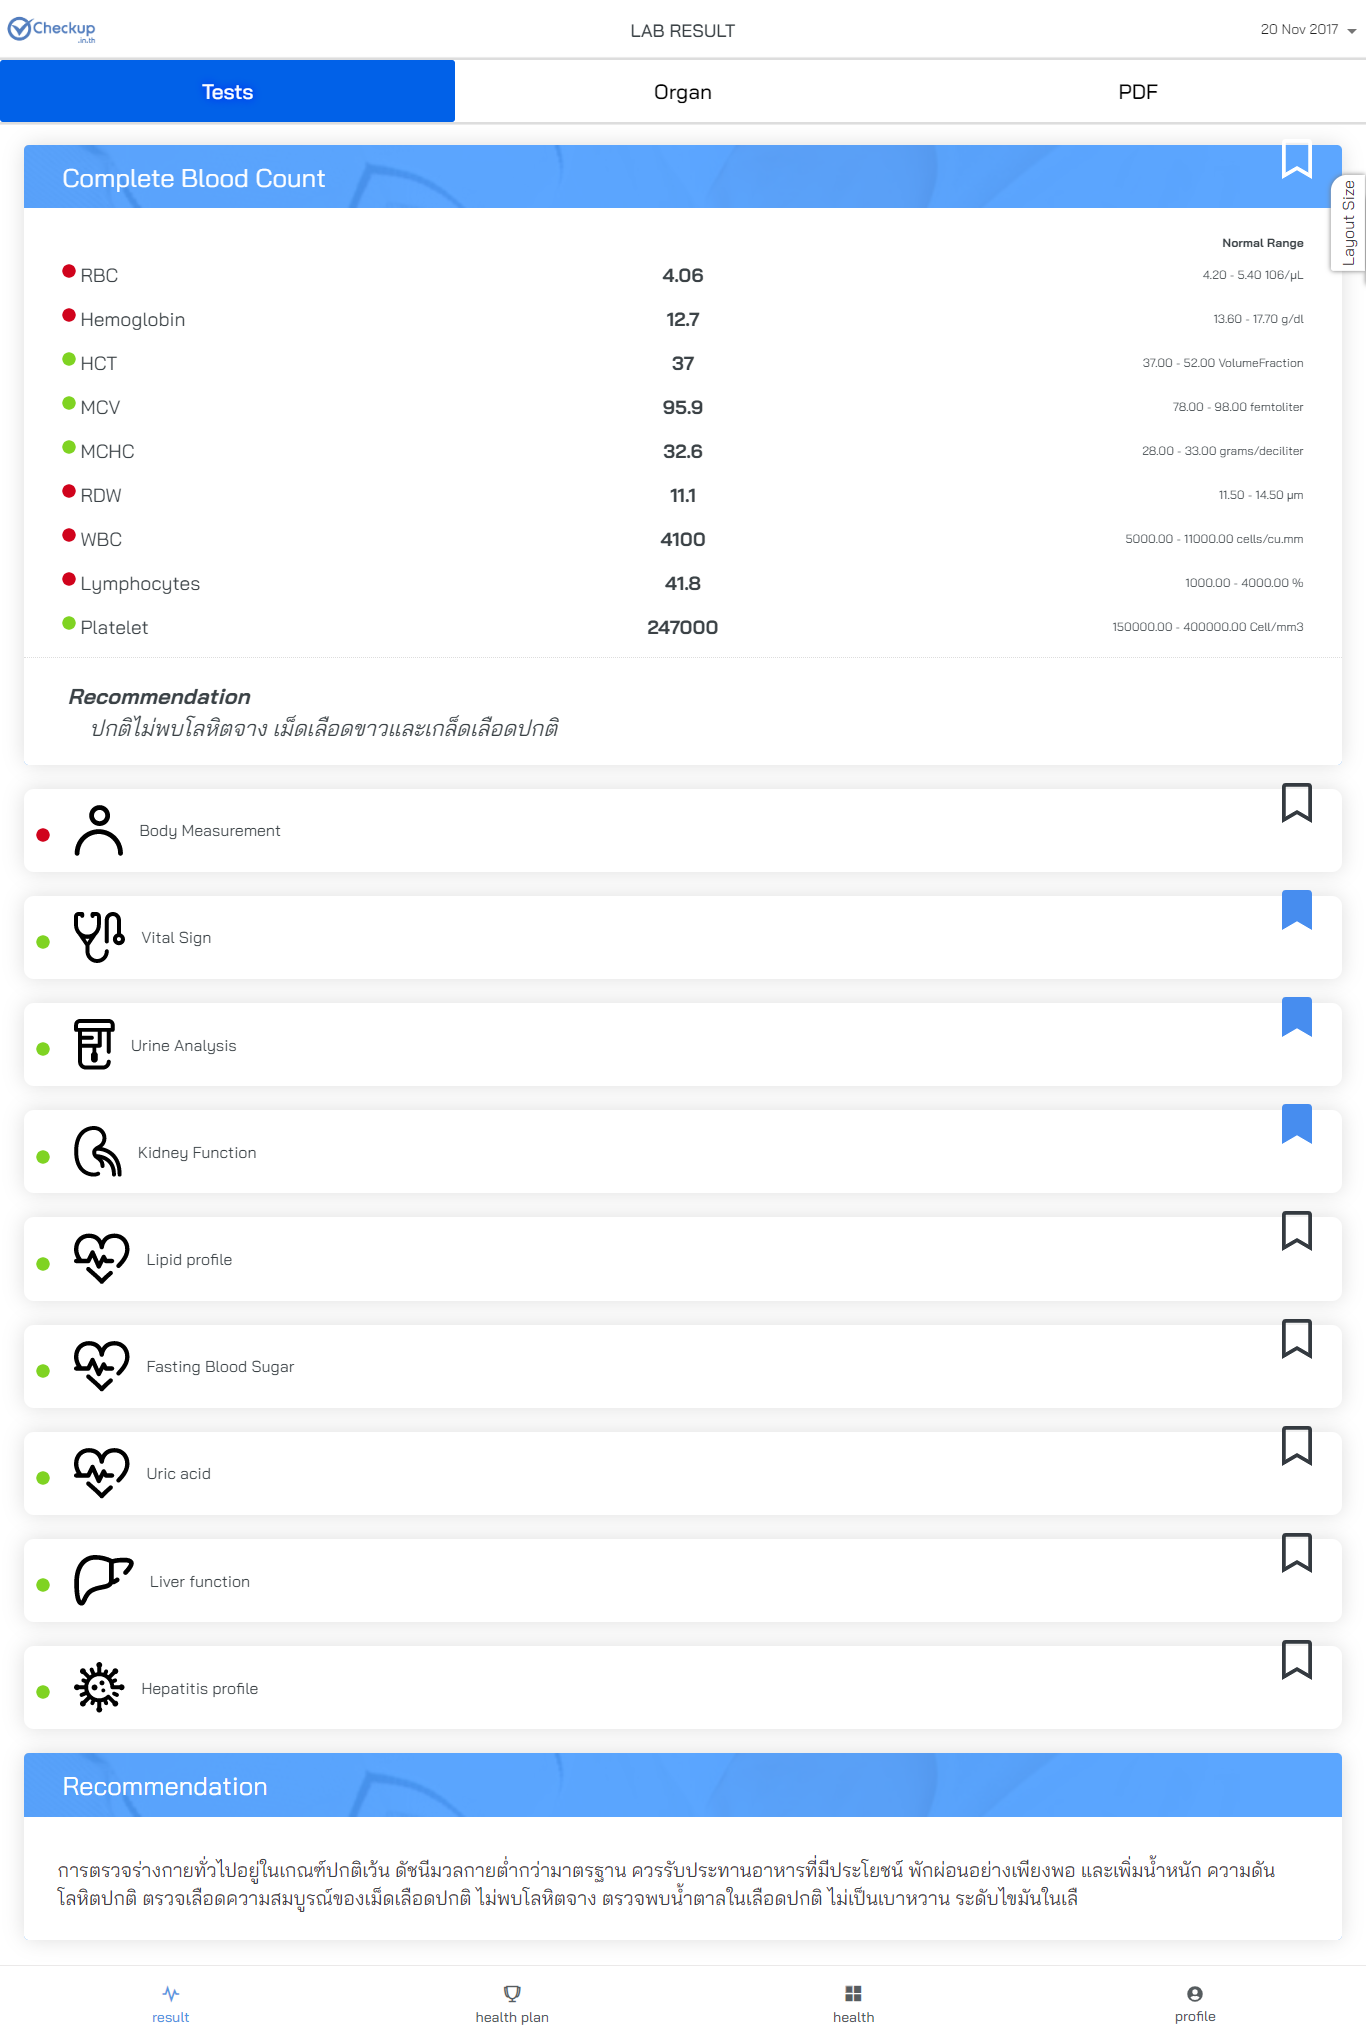 Checkup
.in.th
LAB RESULT
20 Nov 2017
Tests
Organ
PDF
Complete Blood Count
Layout Size
Normal Range
RBC 4.06 4.20 - 5.40 106/µL
Hemoglobin 12.7 13.60 - 17.70 g/dl
HCT 37 37.00 - 52.00 VolumeFraction
MCV 95.9 78.00 - 98.00 femtoliter
MCHC 32.6 28.00 - 33.00 grams/deciliter
RDW 11.1 11.50 - 14.50 µm
WBC 4100 5000.00 - 11000.00 cells/cu.mm
Lymphocytes 41.8 1000.00 - 4000.00 %
Platelet 247000 150000.00 - 400000.00 Cell/mm3
Recommendation
ปกติไม่พบโลหิตจาง เม็ดเลือดขาวและเกล็ดเลือดปกติ
Body Measurement
Vital Sign
Urine Analysis
Kidney Function
Lipid profile
Fasting Blood Sugar
Uric acid
Liver function
Hepatitis profile
Recommendation
การตรวจร่างกายทั่วไปอยู่ในเกณฑ์ปกติเว้น ดัชนีมวลกายต่ำกว่ามาตรฐาน ควรรับประทานอาหารที่มีประโยชน์ พักผ่อนอย่างเพียงพอ และเพิ่มน้ำหนัก ความดัน
โลหิตปกติ ตรวจเลือดความสมบูรณ์ของเม็ดเลือดปกติ ไม่พบโลหิตจาง ตรวจพบน้ำตาลในเลือดปกติ ไม่เป็นเบาหวาน ระดับไขมันในเลื
result
health plan
health
profile